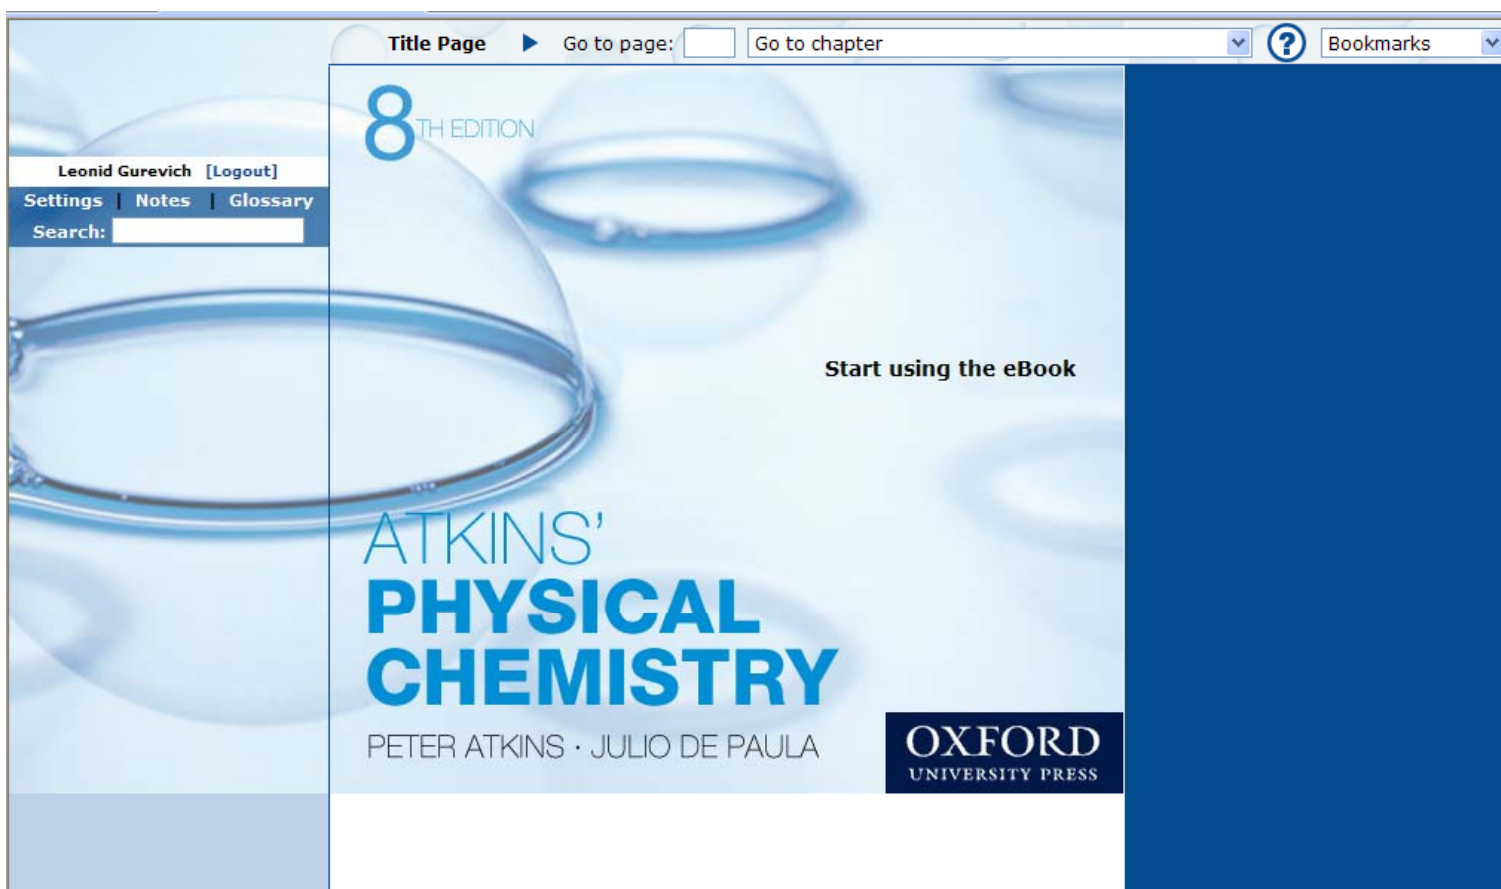 Title Page Go to page: Go to chapter ? Bookmarks
Leonid Gurevich [Logout]
Settings | Notes | Glossary
Search:
8TH EDITION
Start using the eBook
ATKINS'
PHYSICAL
CHEMISTRY
PETER ATKINS · JULIO DE PAULA
OXFORD
UNIVERSITY PRESS